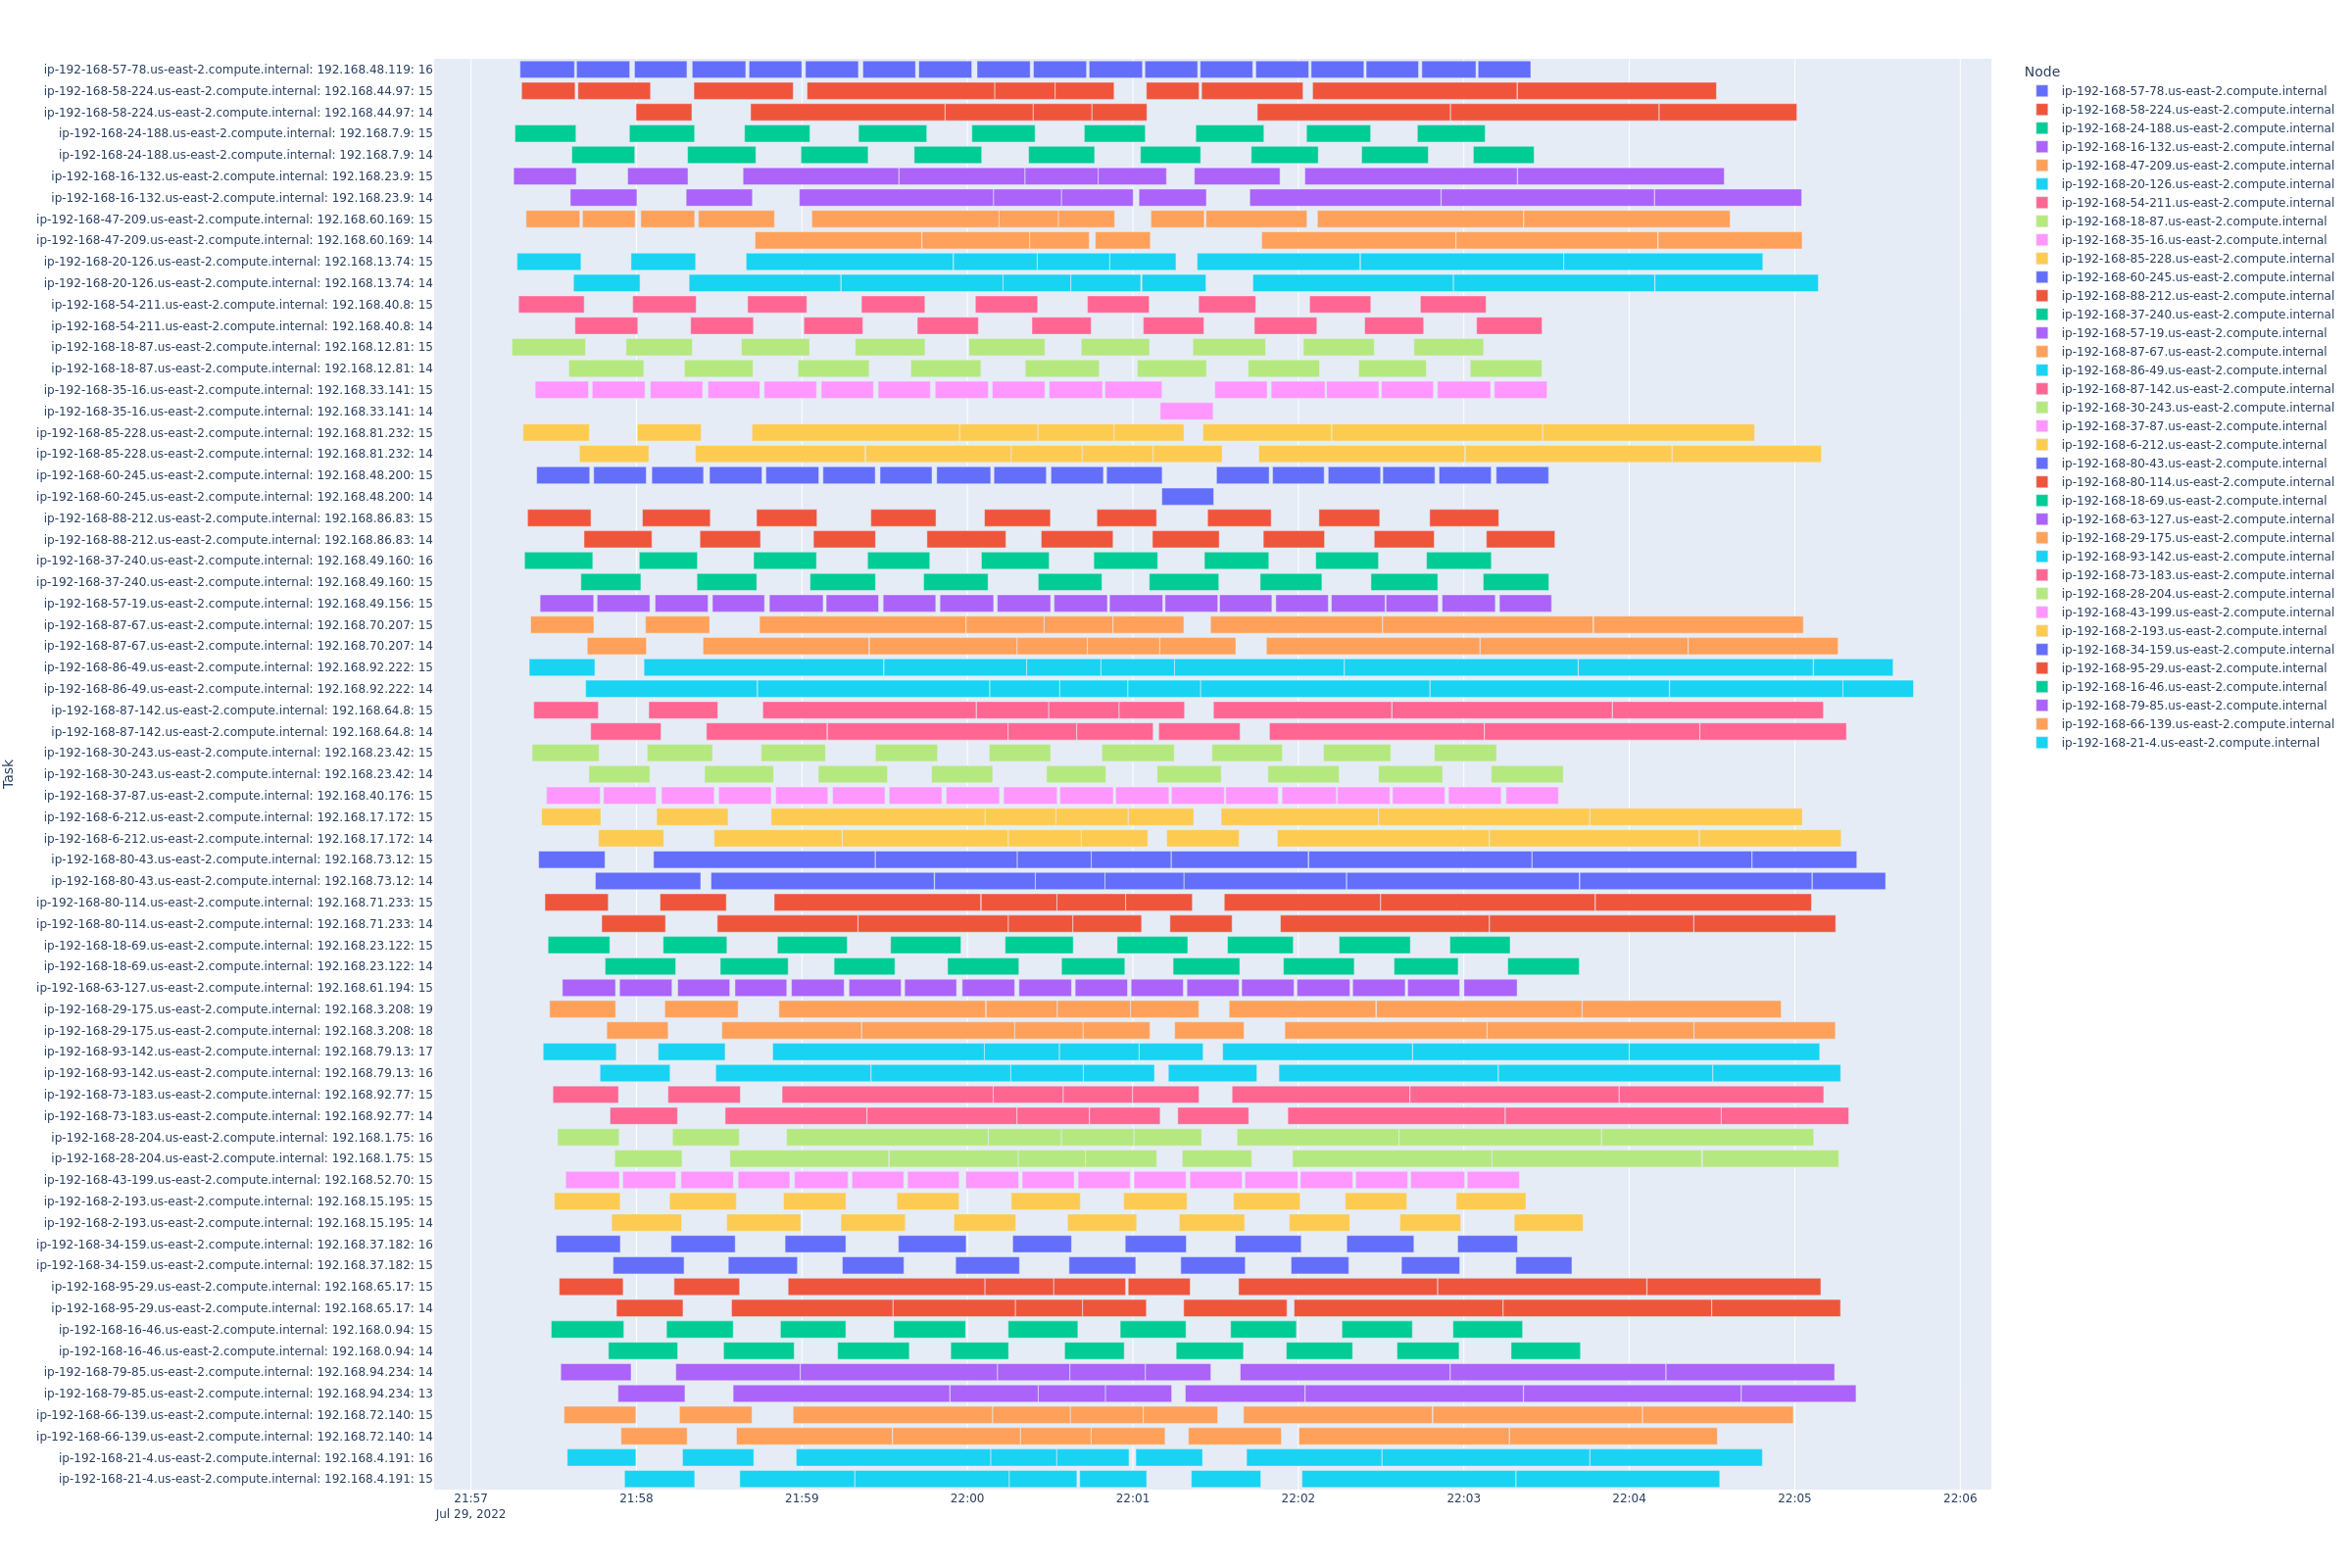 ip-192-168-57-78.us-east-2.compute.internal: 192.168.48.119: 16
ip-192-168-58-224.us-east-2.compute.internal: 192.168.44.97: 15
ip-192-168-58-224.us-east-2.compute.internal: 192.168.44.97: 14
ip-192-168-24-188.us-east-2.compute.internal: 192.168.7.9: 15
ip-192-168-24-188.us-east-2.compute.internal: 192.168.7.9: 14
ip-192-168-16-132.us-east-2.compute.internal: 192.168.23.9: 15
ip-192-168-16-132.us-east-2.compute.internal: 192.168.23.9: 14
ip-192-168-47-209.us-east-2.compute.internal: 192.168.60.169: 15
ip-192-168-47-209.us-east-2.compute.internal: 192.168.60.169: 14
ip-192-168-20-126.us-east-2.compute.internal: 192.168.13.74: 15
ip-192-168-20-126.us-east-2.compute.internal: 192.168.13.74: 14
ip-192-168-54-211.us-east-2.compute.internal: 192.168.40.8: 15
ip-192-168-54-211.us-east-2.compute.internal: 192.168.40.8: 14
ip-192-168-18-87.us-east-2.compute.internal: 192.168.12.81: 15
ip-192-168-18-87.us-east-2.compute.internal: 192.168.12.81: 14
ip-192-168-35-16.us-east-2.compute.internal: 192.168.33.141: 15
ip-192-168-35-16.us-east-2.compute.internal: 192.168.33.141: 14
ip-192-168-85-228.us-east-2.compute.internal: 192.168.81.232: 15
ip-192-168-85-228.us-east-2.compute.internal: 192.168.81.232: 14
ip-192-168-60-245.us-east-2.compute.internal: 192.168.48.200: 15
ip-192-168-60-245.us-east-2.compute.internal: 192.168.48.200: 14
ip-192-168-88-212.us-east-2.compute.internal: 192.168.86.83: 15
ip-192-168-88-212.us-east-2.compute.internal: 192.168.86.83: 14
ip-192-168-37-240.us-east-2.compute.internal: 192.168.49.160: 16
ip-192-168-37-240.us-east-2.compute.internal: 192.168.49.160: 15
ip-192-168-57-19.us-east-2.compute.internal: 192.168.49.156: 15
ip-192-168-87-67.us-east-2.compute.internal: 192.168.70.207: 15
ip-192-168-87-67.us-east-2.compute.internal: 192.168.70.207: 14
ip-192-168-86-49.us-east-2.compute.internal: 192.168.92.222: 15
ip-192-168-86-49.us-east-2.compute.internal: 192.168.92.222: 14
ip-192-168-87-142.us-east-2.compute.internal: 192.168.64.8: 15
ip-192-168-87-142.us-east-2.compute.internal: 192.168.64.8: 14
ip-192-168-30-243.us-east-2.compute.internal: 192.168.23.42: 15
ip-192-168-30-243.us-east-2.compute.internal: 192.168.23.42: 14
ip-192-168-37-87.us-east-2.compute.internal: 192.168.40.176: 15
ip-192-168-6-212.us-east-2.compute.internal: 192.168.17.172: 15
ip-192-168-6-212.us-east-2.compute.internal: 192.168.17.172: 14
ip-192-168-80-43.us-east-2.compute.internal: 192.168.73.12: 15
ip-192-168-80-43.us-east-2.compute.internal: 192.168.73.12: 14
ip-192-168-80-114.us-east-2.compute.internal: 192.168.71.233: 15
ip-192-168-80-114.us-east-2.compute.internal: 192.168.71.233: 14
ip-192-168-18-69.us-east-2.compute.internal: 192.168.23.122: 15
ip-192-168-18-69.us-east-2.compute.internal: 192.168.23.122: 14
ip-192-168-63-127.us-east-2.compute.internal: 192.168.61.194: 15
ip-192-168-29-175.us-east-2.compute.internal: 192.168.3.208: 19
ip-192-168-29-175.us-east-2.compute.internal: 192.168.3.208: 18
ip-192-168-93-142.us-east-2.compute.internal: 192.168.79.13: 17
ip-192-168-93-142.us-east-2.compute.internal: 192.168.79.13: 16
ip-192-168-73-183.us-east-2.compute.internal: 192.168.92.77: 15
ip-192-168-73-183.us-east-2.compute.internal: 192.168.92.77: 14
ip-192-168-28-204.us-east-2.compute.internal: 192.168.1.75: 16
ip-192-168-28-204.us-east-2.compute.internal: 192.168.1.75: 15
ip-192-168-43-199.us-east-2.compute.internal: 192.168.52.70: 15
ip-192-168-2-193.us-east-2.compute.internal: 192.168.15.195: 15
ip-192-168-2-193.us-east-2.compute.internal: 192.168.15.195: 14
ip-192-168-34-159.us-east-2.compute.internal: 192.168.37.182: 16
ip-192-168-34-159.us-east-2.compute.internal: 192.168.37.182: 15
ip-192-168-95-29.us-east-2.compute.internal: 192.168.65.17: 15
ip-192-168-95-29.us-east-2.compute.internal: 192.168.65.17: 14
ip-192-168-16-46.us-east-2.compute.internal: 192.168.0.94: 15
ip-192-168-16-46.us-east-2.compute.internal: 192.168.0.94: 14
ip-192-168-79-85.us-east-2.compute.internal: 192.168.94.234: 14
ip-192-168-79-85.us-east-2.compute.internal: 192.168.94.234: 13
ip-192-168-66-139.us-east-2.compute.internal: 192.168.72.140: 15
ip-192-168-66-139.us-east-2.compute.internal: 192.168.72.140: 14
ip-192-168-21-4.us-east-2.compute.internal: 192.168.4.191: 16
ip-192-168-21-4.us-east-2.compute.internal: 192.168.4.191: 15
Task
21:57 21:58 21:59 22:00 22:01 22:02 22:03 22:04 22:05 22:06
Jul 29, 2022
Node
ip-192-168-57-78.us-east-2.compute.internal
ip-192-168-58-224.us-east-2.compute.internal
ip-192-168-24-188.us-east-2.compute.internal
ip-192-168-16-132.us-east-2.compute.internal
ip-192-168-47-209.us-east-2.compute.internal
ip-192-168-20-126.us-east-2.compute.internal
ip-192-168-54-211.us-east-2.compute.internal
ip-192-168-18-87.us-east-2.compute.internal
ip-192-168-35-16.us-east-2.compute.internal
ip-192-168-85-228.us-east-2.compute.internal
ip-192-168-60-245.us-east-2.compute.internal
ip-192-168-88-212.us-east-2.compute.internal
ip-192-168-37-240.us-east-2.compute.internal
ip-192-168-57-19.us-east-2.compute.internal
ip-192-168-87-67.us-east-2.compute.internal
ip-192-168-86-49.us-east-2.compute.internal
ip-192-168-87-142.us-east-2.compute.internal
ip-192-168-30-243.us-east-2.compute.internal
ip-192-168-37-87.us-east-2.compute.internal
ip-192-168-6-212.us-east-2.compute.internal
ip-192-168-80-43.us-east-2.compute.internal
ip-192-168-80-114.us-east-2.compute.internal
ip-192-168-18-69.us-east-2.compute.internal
ip-192-168-63-127.us-east-2.compute.internal
ip-192-168-29-175.us-east-2.compute.internal
ip-192-168-93-142.us-east-2.compute.internal
ip-192-168-73-183.us-east-2.compute.internal
ip-192-168-28-204.us-east-2.compute.internal
ip-192-168-43-199.us-east-2.compute.internal
ip-192-168-2-193.us-east-2.compute.internal
ip-192-168-34-159.us-east-2.compute.internal
ip-192-168-95-29.us-east-2.compute.internal
ip-192-168-16-46.us-east-2.compute.internal
ip-192-168-79-85.us-east-2.compute.internal
ip-192-168-66-139.us-east-2.compute.internal
ip-192-168-21-4.us-east-2.compute.internal